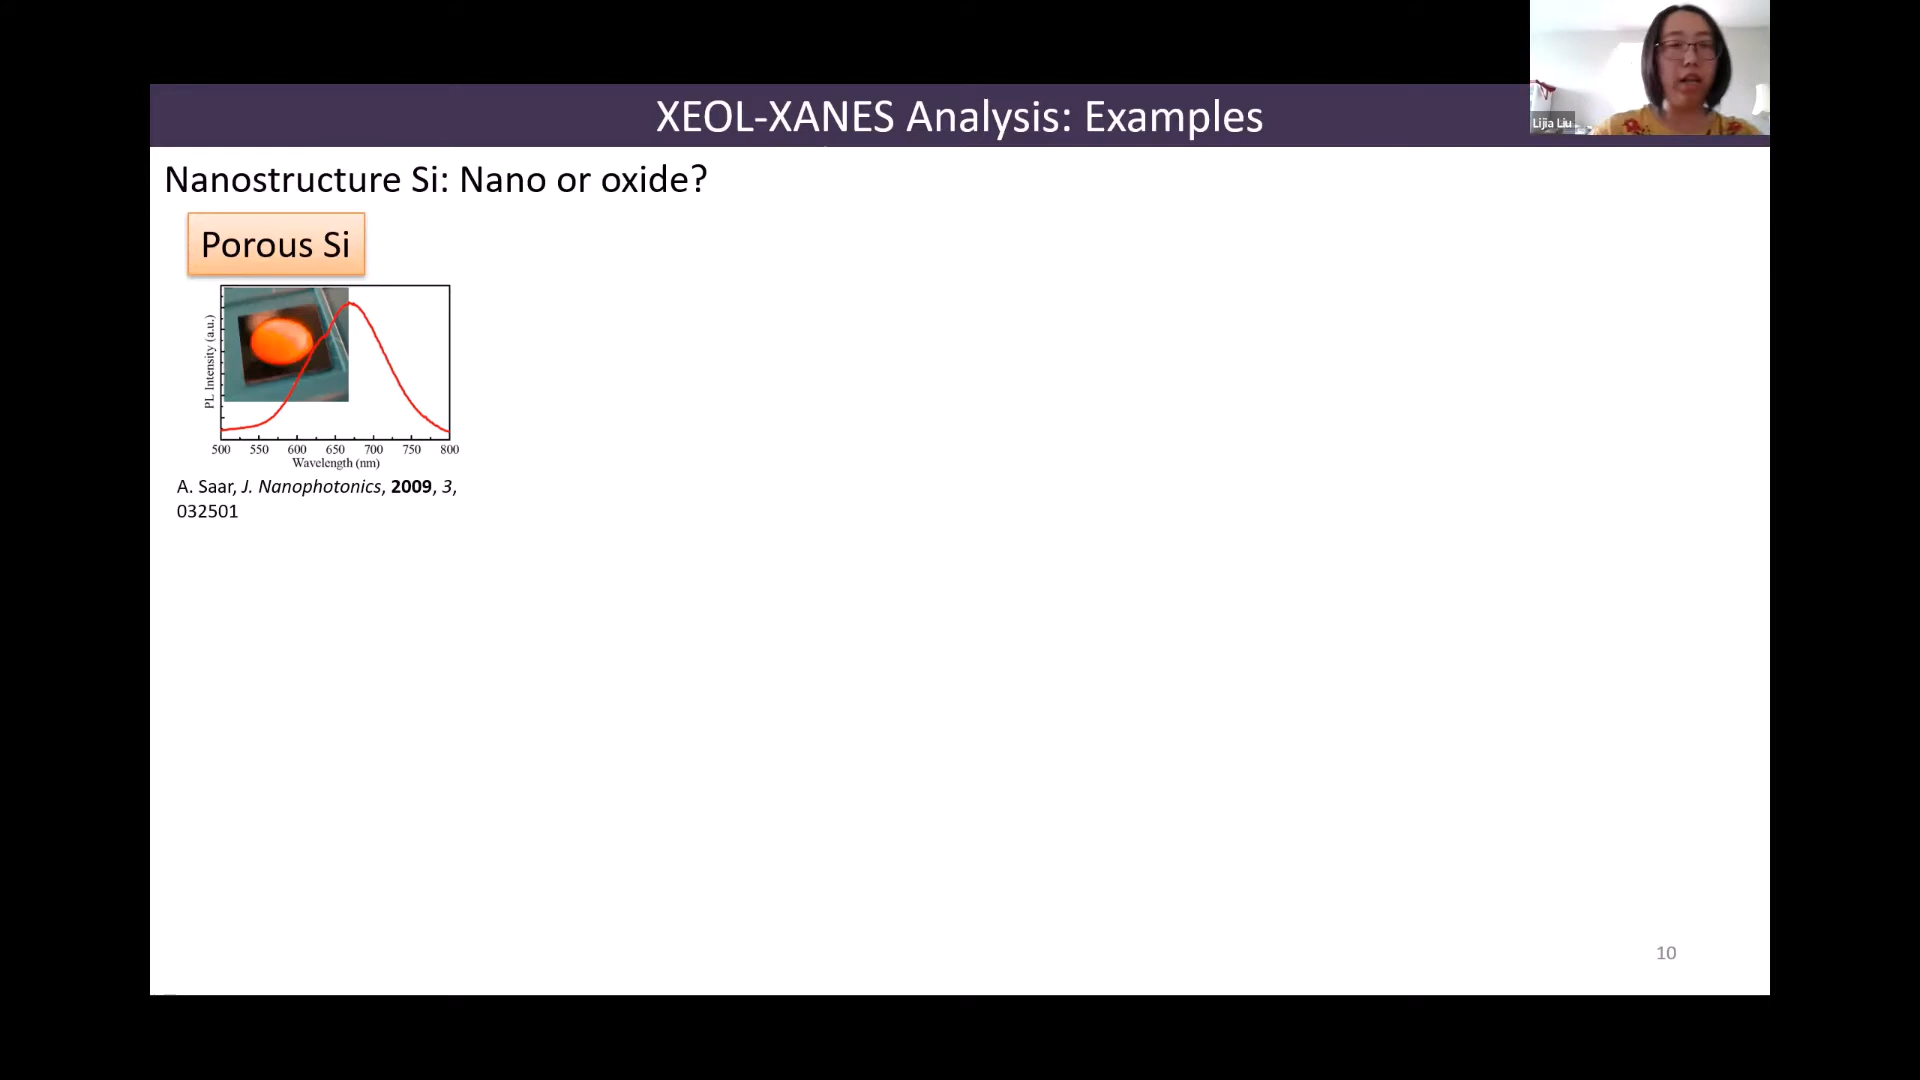 XEOL-XANES Analysis: Examples
Lijia Liu
Nanostructure Si: Nano or oxide?
Porous Si
PL Intensity (a.u.)
500 550 600 650 700 750 800
Wavelength (nm)
A. Saar, J. Nanophotonics, 2009, 3,
032501
10